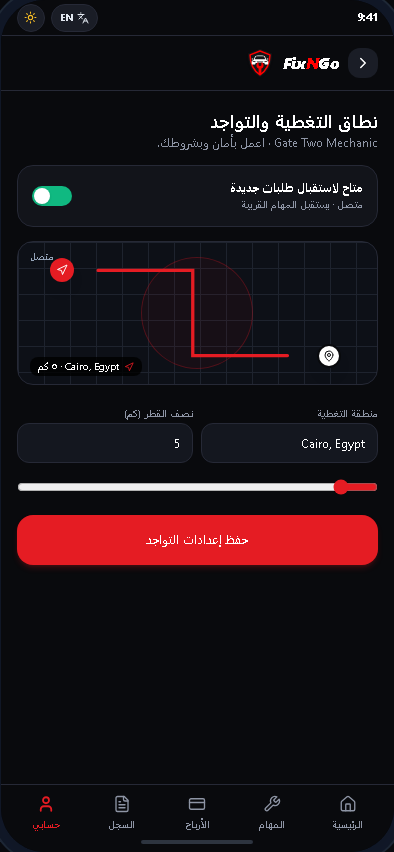 9:41
EN
FixNGo
نطاق التغطية والتواجد
Gate Two Mechanic · اعمل بأمان وبشروطك.
متاح لاستقبال طلبات جديدة
متصل · يستقبل المهام القريبة
متصل
Cairo, Egypt · ٥ كم
منطقة التغطية
نصف القطر (كم)
Cairo, Egypt
5
حفظ إعدادات التواجد
الرئيسية
المهام
الأرباح
السجل
حسابي